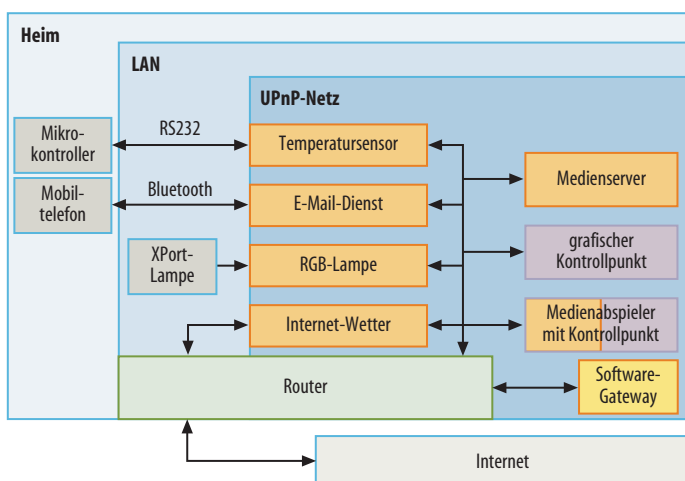 Heim
LAN
UPnP-Netz
Mikro-
kontroller
RS232
Temperatursensor
Medienserver
Mobil-
telefon
Bluetooth
E-Mail-Dienst
grafischer
Kontrollpunkt
XPort-
Lampe
RGB-Lampe
Internet-Wetter
Medienabspieler
mit Kontrollpunkt
Router
Software-
Gateway
Internet